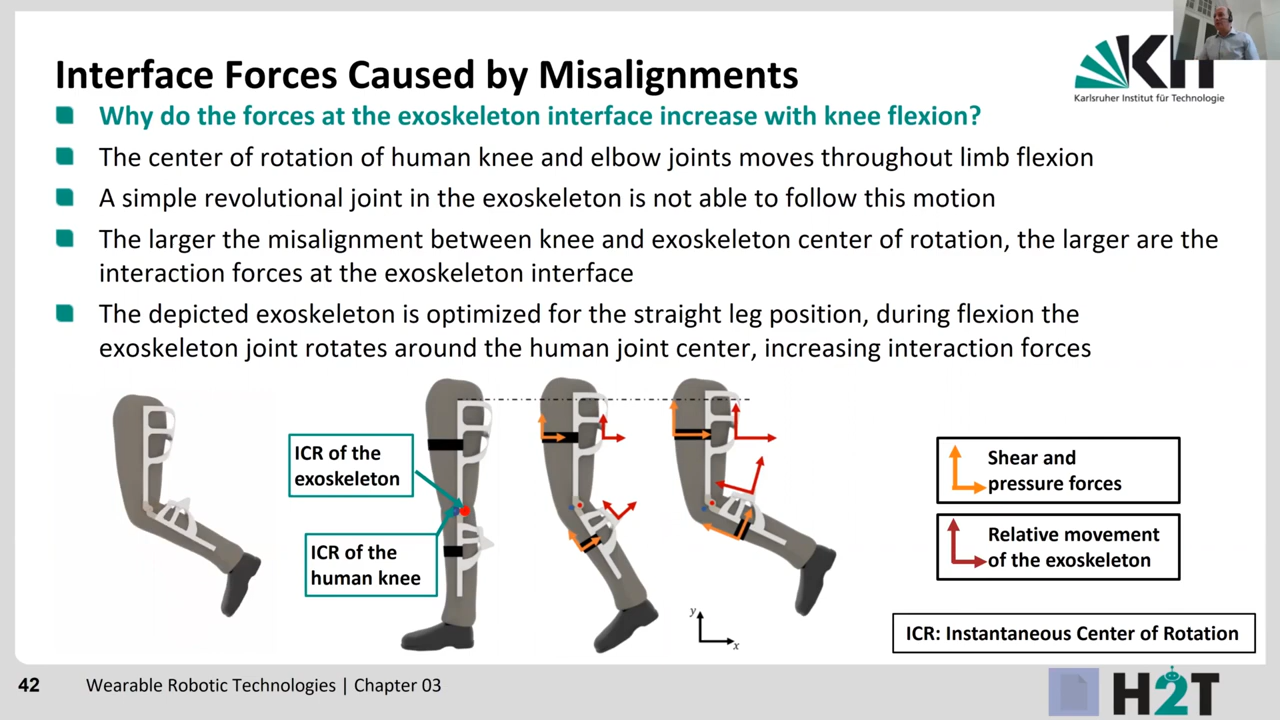 Interface Forces Caused by Misalignments
KIT
Karlsruher Institut für Technologie
Why do the forces at the exoskeleton interface increase with knee flexion?
The center of rotation of human knee and elbow joints moves throughout limb flexion
A simple revolutional joint in the exoskeleton is not able to follow this motion
The larger the misalignment between knee and exoskeleton center of rotation, the larger are the
interaction forces at the exoskeleton interface
The depicted exoskeleton is optimized for the straight leg position, during flexion the
exoskeleton joint rotates around the human joint center, increasing interaction forces
ICR of the
exoskeleton
ICR of the
human knee
y
x
Shear and
pressure forces
Relative movement
of the exoskeleton
ICR: Instantaneous Center of Rotation
42 Wearable Robotic Technologies | Chapter 03
H2T